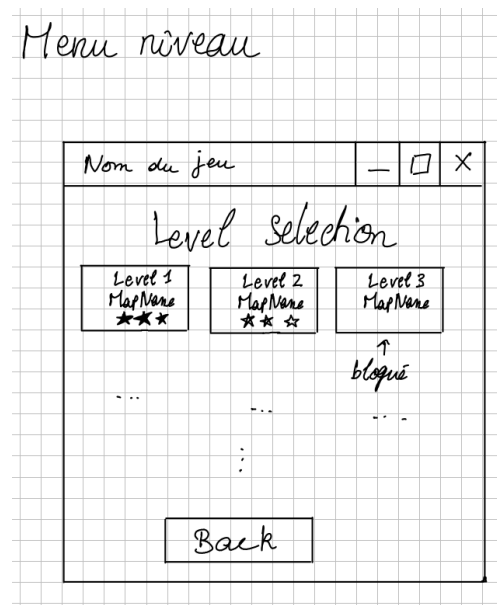 Menu niveau
Nom du jeu
Level selection
Level 1
MapName
Level 2
MapName
Level 3
MapName
bloqué
...
...
...
Back